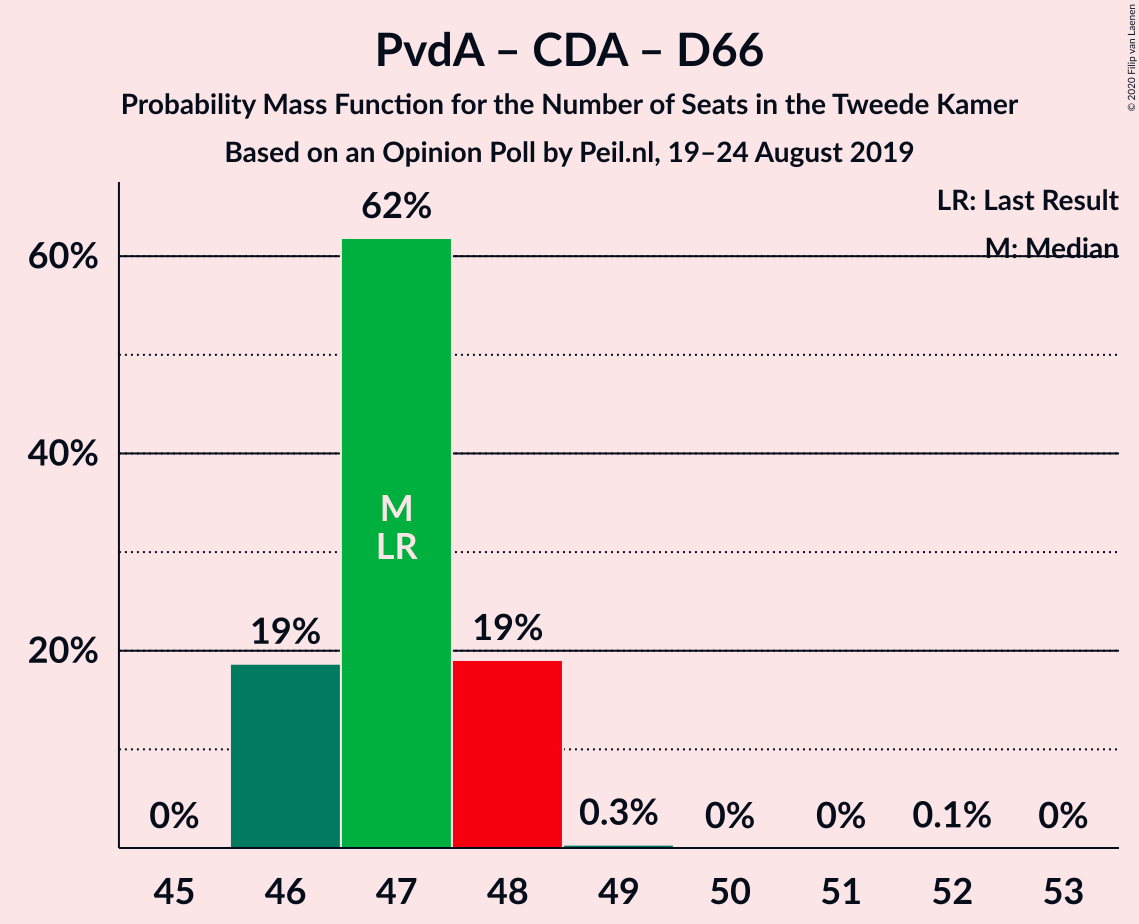 PvdA – CDA – D66
Probability Mass Function for the Number of Seats in the Tweede Kamer
Based on an Opinion Poll by Peil.nl, 19–24 August 2019
© 2020 Filip van Laenen
LR: Last Result
M: Median
60%
40%
20%
0%
19%
62%
M
LR
19%
0.3%
0%
0%
0.1%
0%
45 46 47 48 49 50 51 52 53